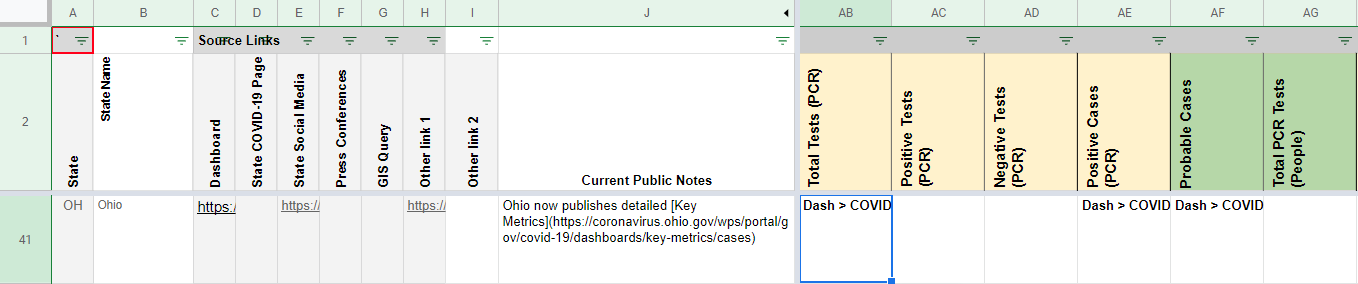 A B C D E F G H I J AB AC AD AE AF AG
1 ` Source Links
2 State StateName Dashboard State COVID-19 Page State Social Media Press Conferences GIS Query Other link 1 Other link 2 Current Public Notes Total Tests (PCR) Positive Tests (PCR) Negative Tests (PCR) Positive Cases (PCR) Probable Cases Total PCR Tests (People)
41 OH Ohio https:/ https:/ https:/ Ohio now publishes detailed [Key Dash > COVID Dash > COVID Dash > COVID
Metrics](https://coronavirus.ohio.gov/wps/portal/g
ov/covid-19/dashboards/key-metrics/cases)